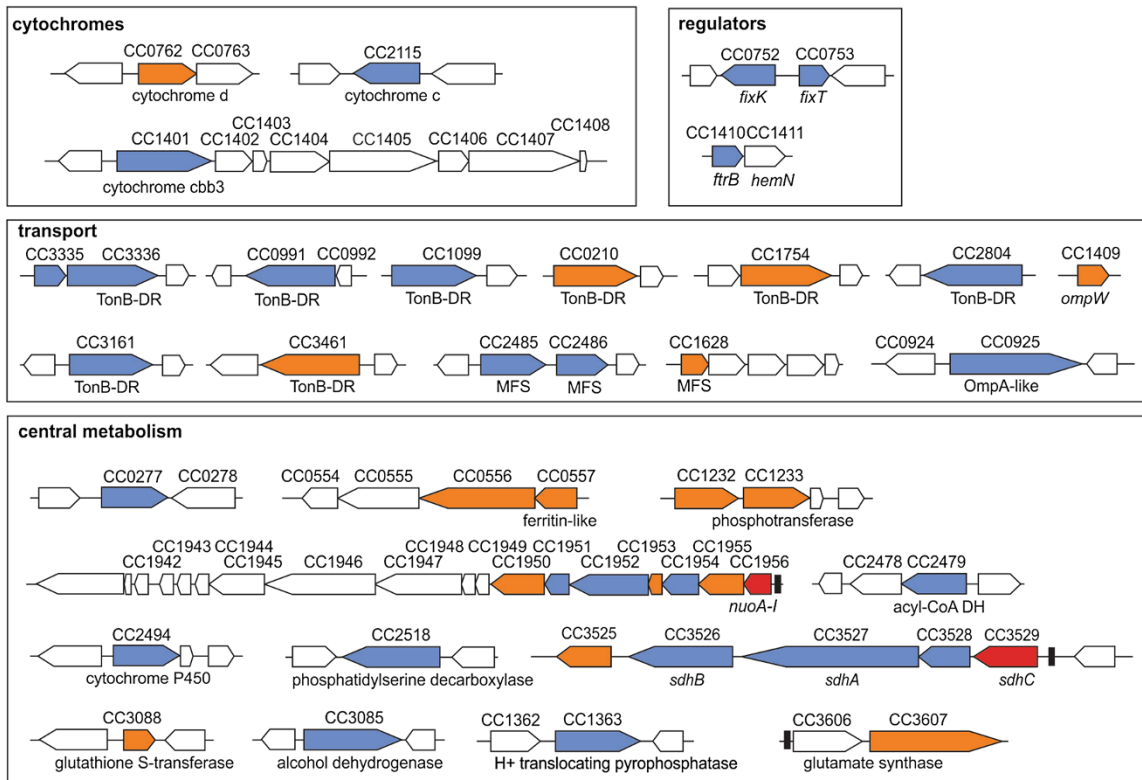 cytochromes
CC0762 CC0763
cytochrome d
CC2115
cytochrome c
CC1401 CC1402 CC1403 CC1404 CC1405 CC1406 CC1407 CC1408
cytochrome cbb3
regulators
CC0752 CC0753
fixK fixT
CC1410 CC1411
ftrB hemN
transport
CC3335 CC3336 CC0991 CC0992 CC1099 CC0210 CC1754 CC2804 CC1409
TonB-DR TonB-DR TonB-DR TonB-DR TonB-DR TonB-DR ompW
CC3161 CC3461 CC2485 CC2486 CC1628 CC0924 CC0925
TonB-DR TonB-DR MFS MFS MFS OmpA-like
central metabolism
CC0277 CC0278 CC0554 CC0555 CC0556 CC0557 CC1232 CC1233
ferritin-like phosphotransferase
CC1943 CC1944 CC1948 CC1949 CC1951 CC1953 CC1955
CC1942 CC1945 CC1946 CC1947 CC1950 CC1952 CC1954 CC1956 CC2478 CC2479
nuoA-I acyl-CoA DH
CC2494 CC2518 CC3525 CC3526 CC3527 CC3528 CC3529
cytochrome P450 phosphatidylserine decarboxylase sdhB sdhA sdhC
CC3088 CC3085 CC1362 CC1363 CC3606 CC3607
glutathione S-transferase alcohol dehydrogenase H+ translocating pyrophosphatase glutamate synthase